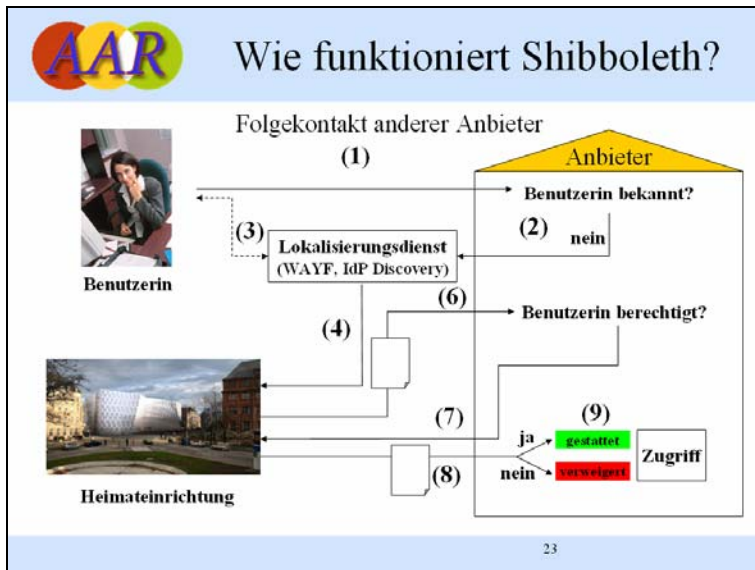 AAR
Wie funktioniert Shibboleth?
Folgekontakt anderer Anbieter
(1)
Anbieter
Benutzerin bekannt?
(2)
nein
(3)
Lokalisierungsdienst
(WAYF, IdP Discovery)
Benutzerin
(6)
(4)
Benutzerin berechtigt?
(7)
(9)
ja
gestattet
Zugriff
nein
verweigert
(8)
Heimateinrichtung
23